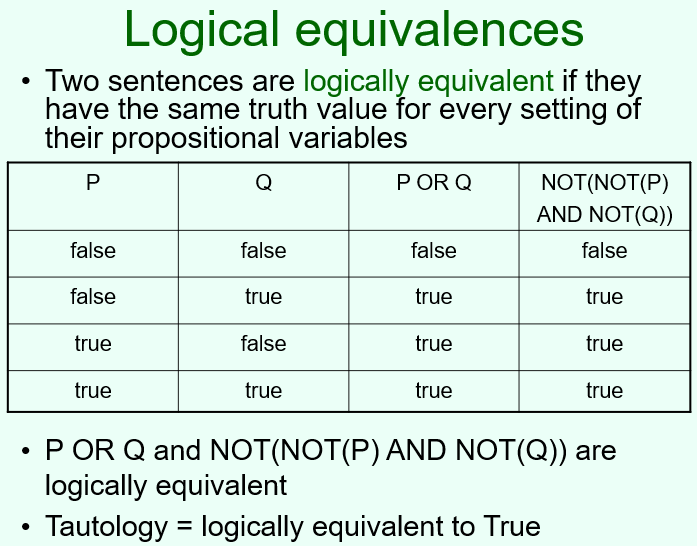 Logical equivalences
• Two sentences are logically equivalent if they
have the same truth value for every setting of
their propositional variables
P Q P OR Q NOT(NOT(P)
AND NOT(Q))
false false false false
false true true true
true false true true
true true true true
• P OR Q and NOT(NOT(P) AND NOT(Q)) are
logically equivalent
• Tautology = logically equivalent to True